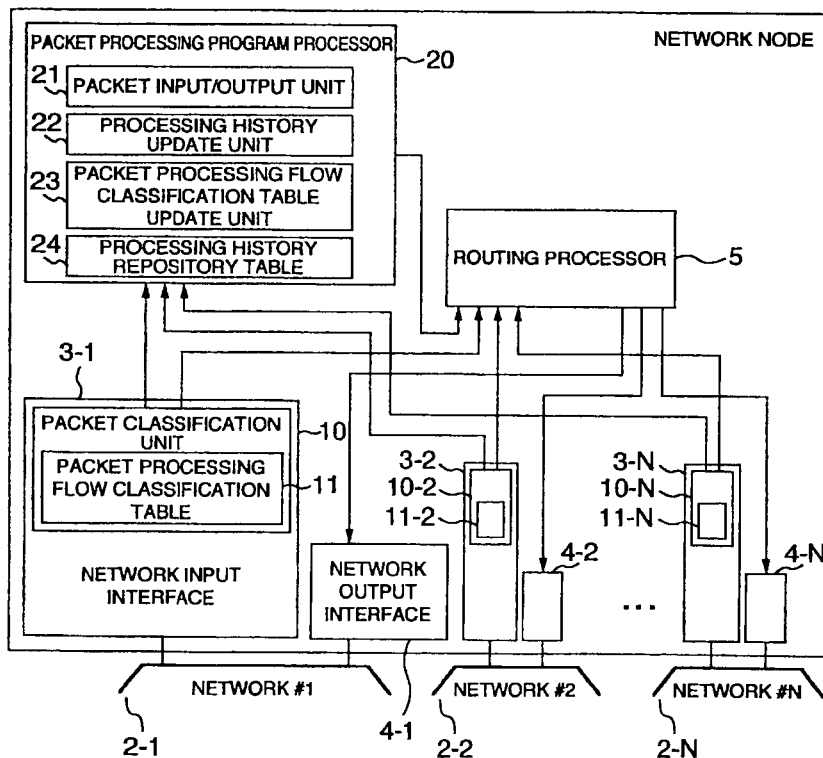 PACKET PROCESSING PROGRAM PROCESSOR
NETWORK NODE
20
21
PACKET INPUT/OUTPUT UNIT
22
PROCESSING HISTORY
UPDATE UNIT
23
PACKET PROCESSING FLOW
CLASSIFICATION TABLE
UPDATE UNIT
24
PROCESSING HISTORY
REPOSITORY TABLE
ROUTING PROCESSOR
5
3-1
PACKET CLASSIFICATION
UNIT
10
PACKET PROCESSING
FLOW CLASSIFICATION
TABLE
11
NETWORK INPUT
INTERFACE
NETWORK
OUTPUT
INTERFACE
3-2
10-2
11-2
4-2
...
3-N
10-N
11-N
4-N
NETWORK #1
NETWORK #2
NETWORK #N
2-1
4-1
2-2
2-N